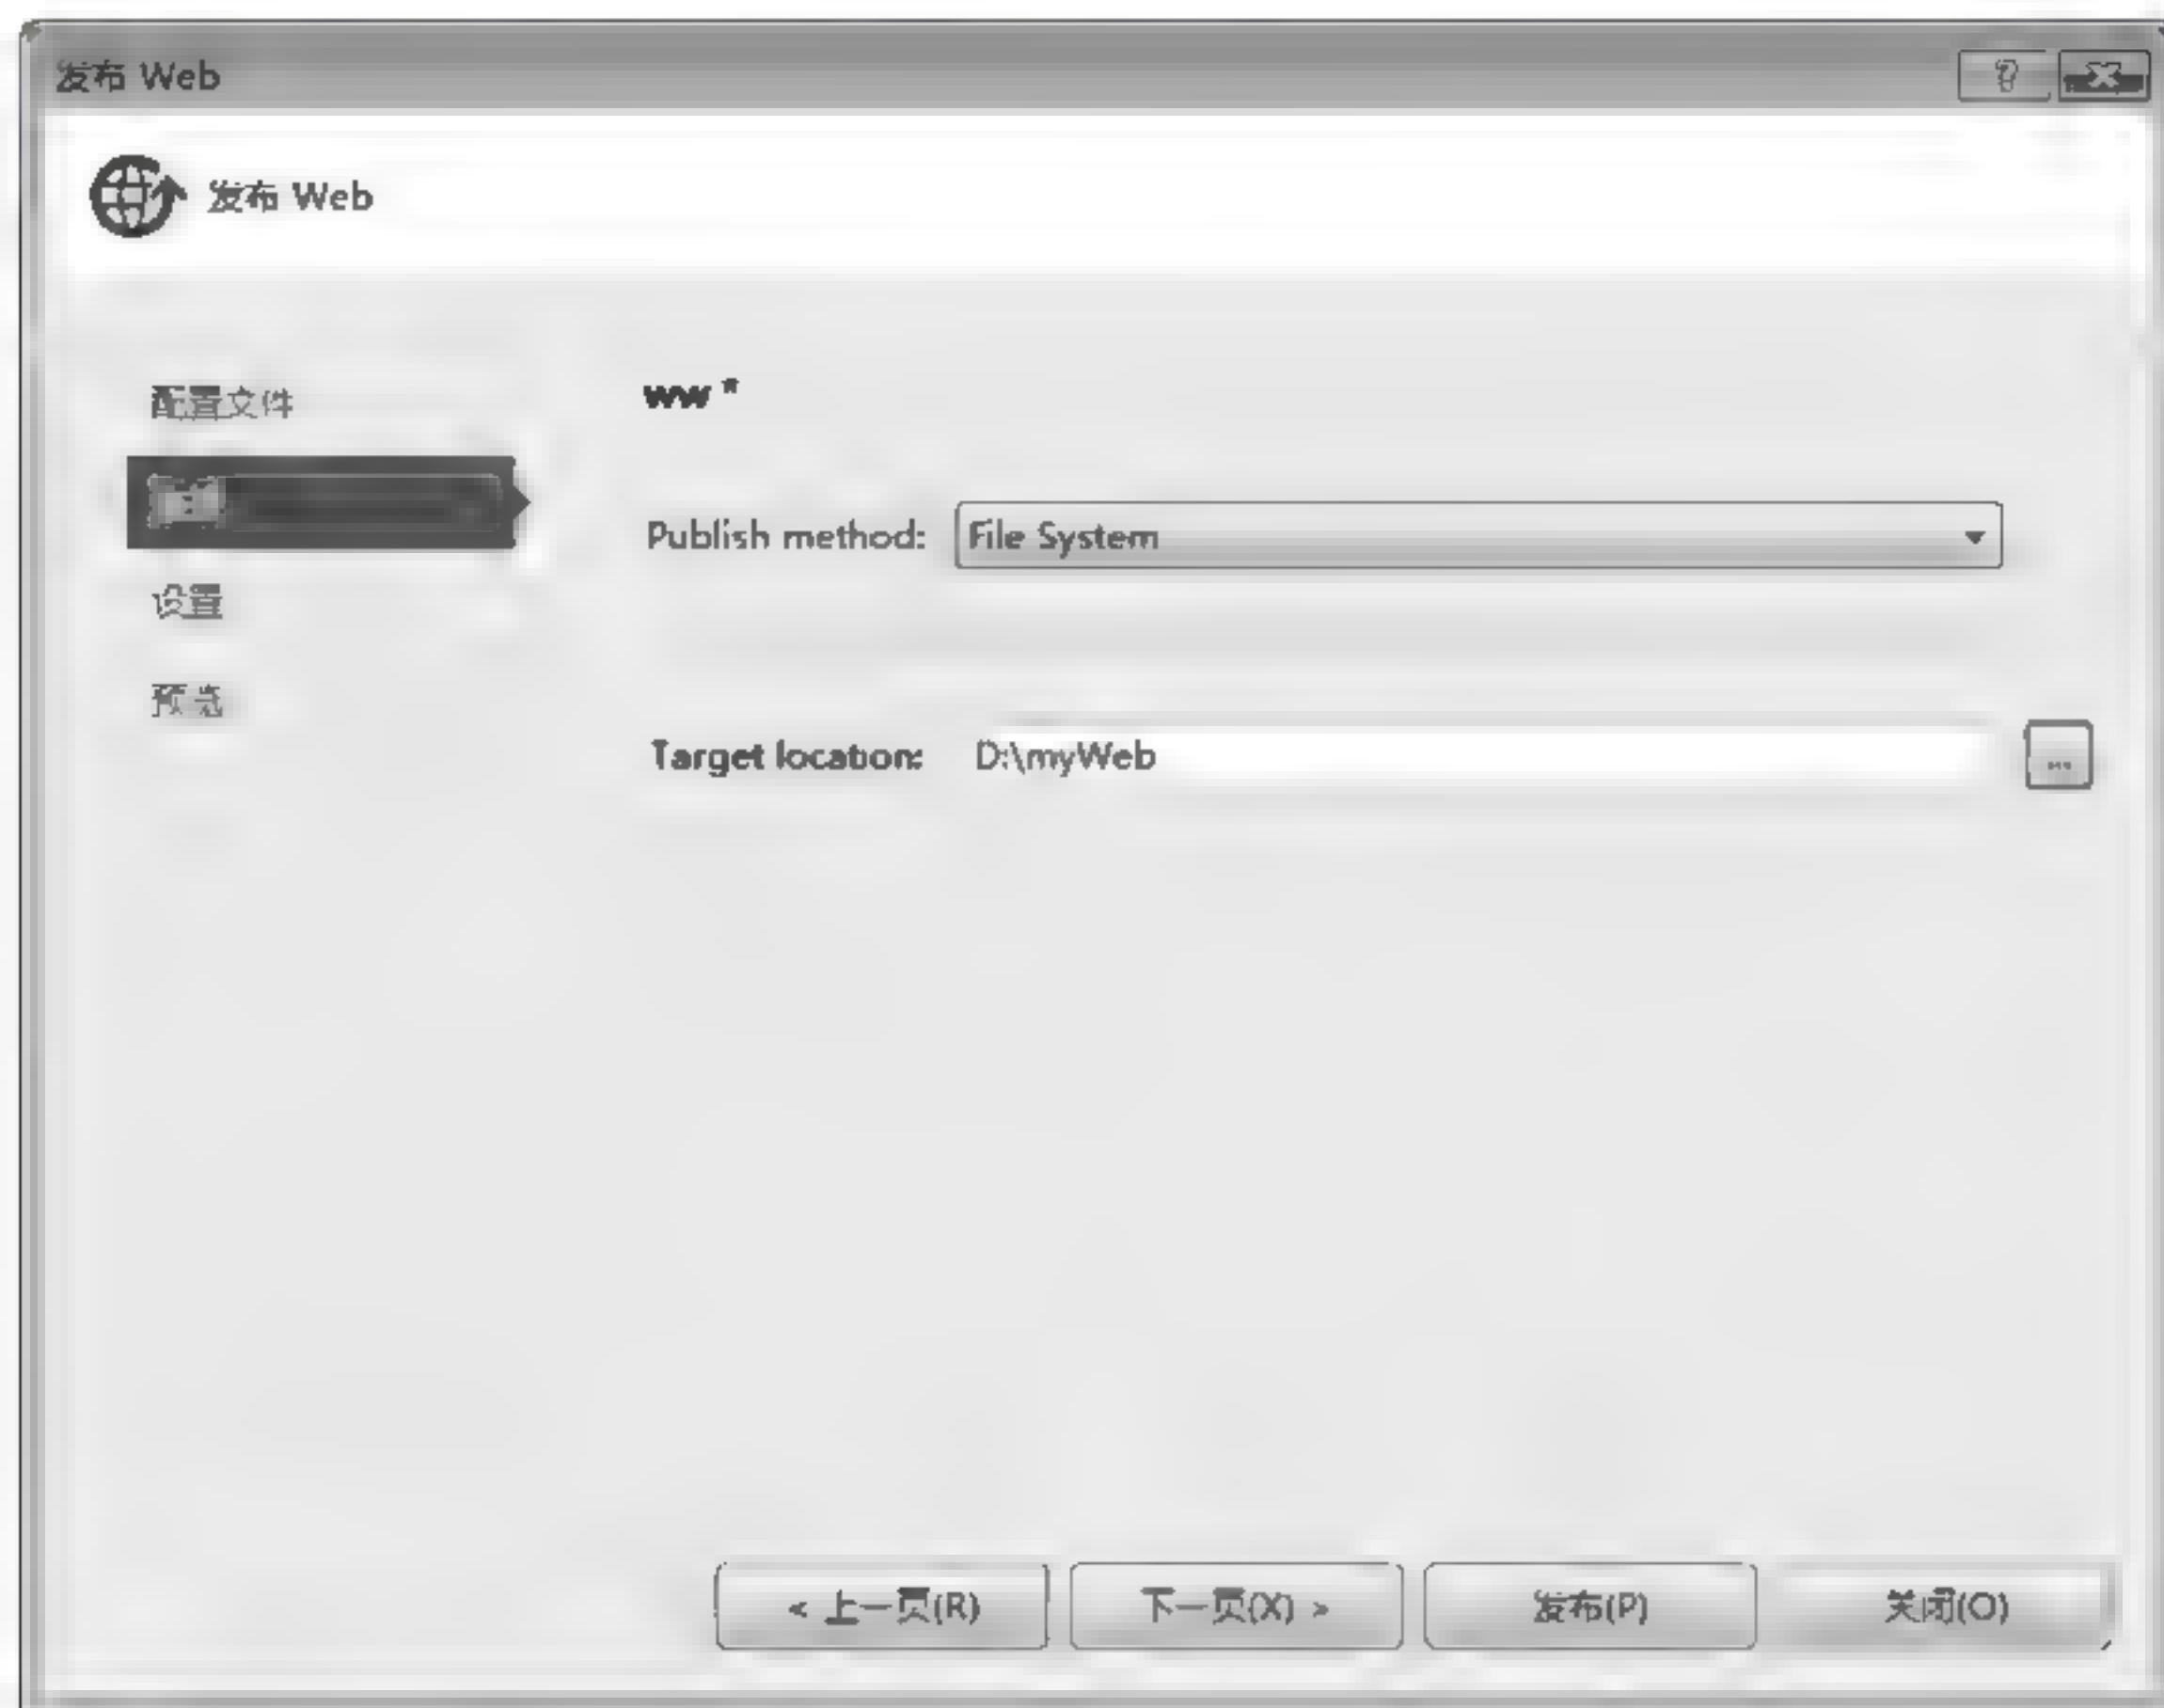 发布 Web
发布 Web
配置文件
ww *
Publish method: File System
设置
预览
Target location: D:\myWeb ...
< 上一页(R) 下一页(X) > 发布(P) 关闭(O)